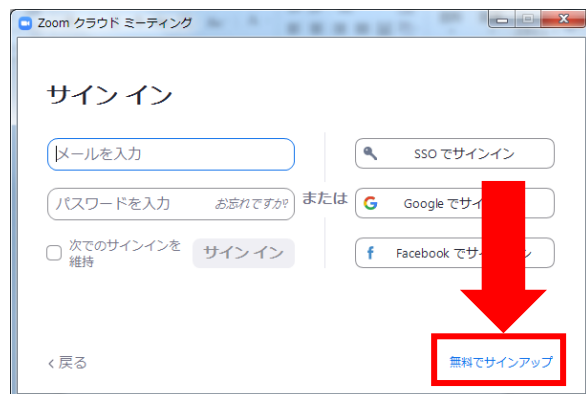 Zoom クラウド ミーティング
サイン イン
メールを入力
パスワードを入力 お忘れですか?
次でのサインインを
維持
サイン イン
または
SSO でサインイン
Google でサイ
Facebook でサ
く戻る
無料でサインアップ